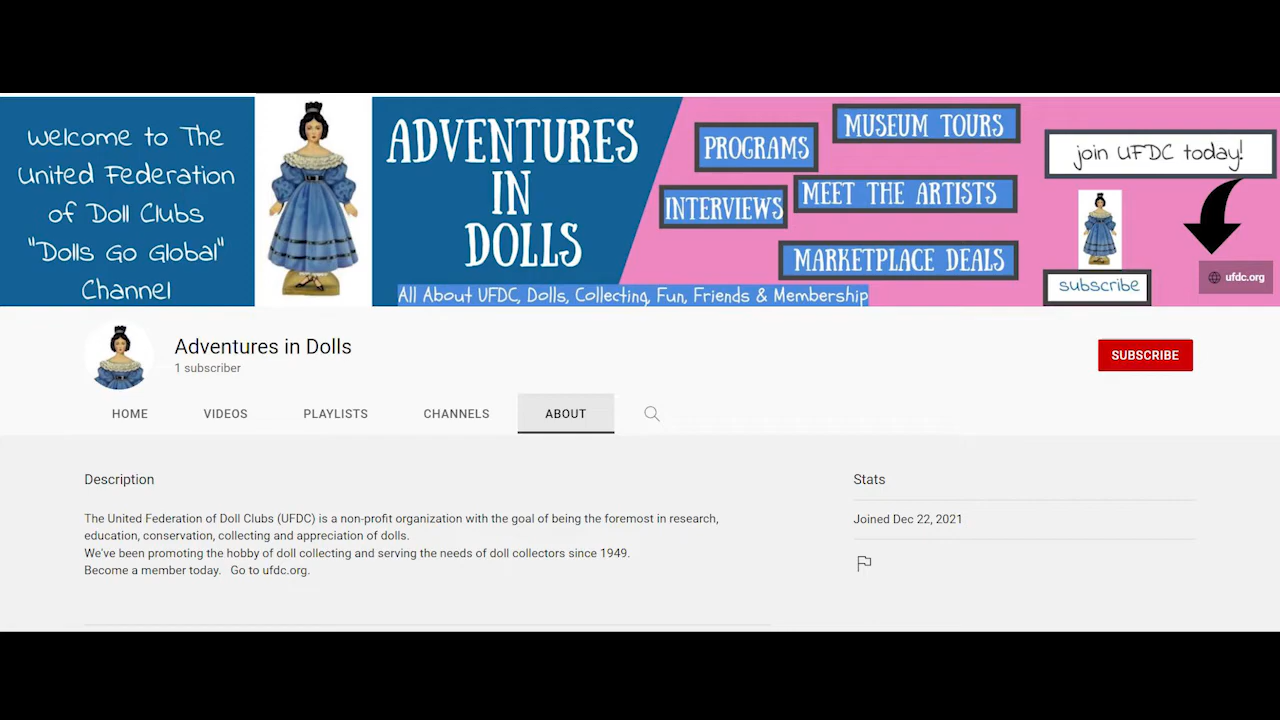 Welcome to The
United Federation
of Doll Clubs
"Dolls Go Global"
Channel
ADVENTURES
IN
DOLLS
All About UFDC, Dolls, Collecting, Fun, Friends & Membership
PROGRAMS
MUSEUM TOURS
INTERVIEWS
MEET THE ARTISTS
MARKETPLACE DEALS
join UFDC today!
subscribe
ufdc.org
Adventures in Dolls
1 subscriber
SUBSCRIBE
HOME VIDEOS PLAYLISTS CHANNELS ABOUT
Description
The United Federation of Doll Clubs (UFDC) is a non-profit organization with the goal of being the foremost in research,
education, conservation, collecting and appreciation of dolls.
We've been promoting the hobby of doll collecting and serving the needs of doll collectors since 1949.
Become a member today. Go to ufdc.org.
Stats
Joined Dec 22, 2021